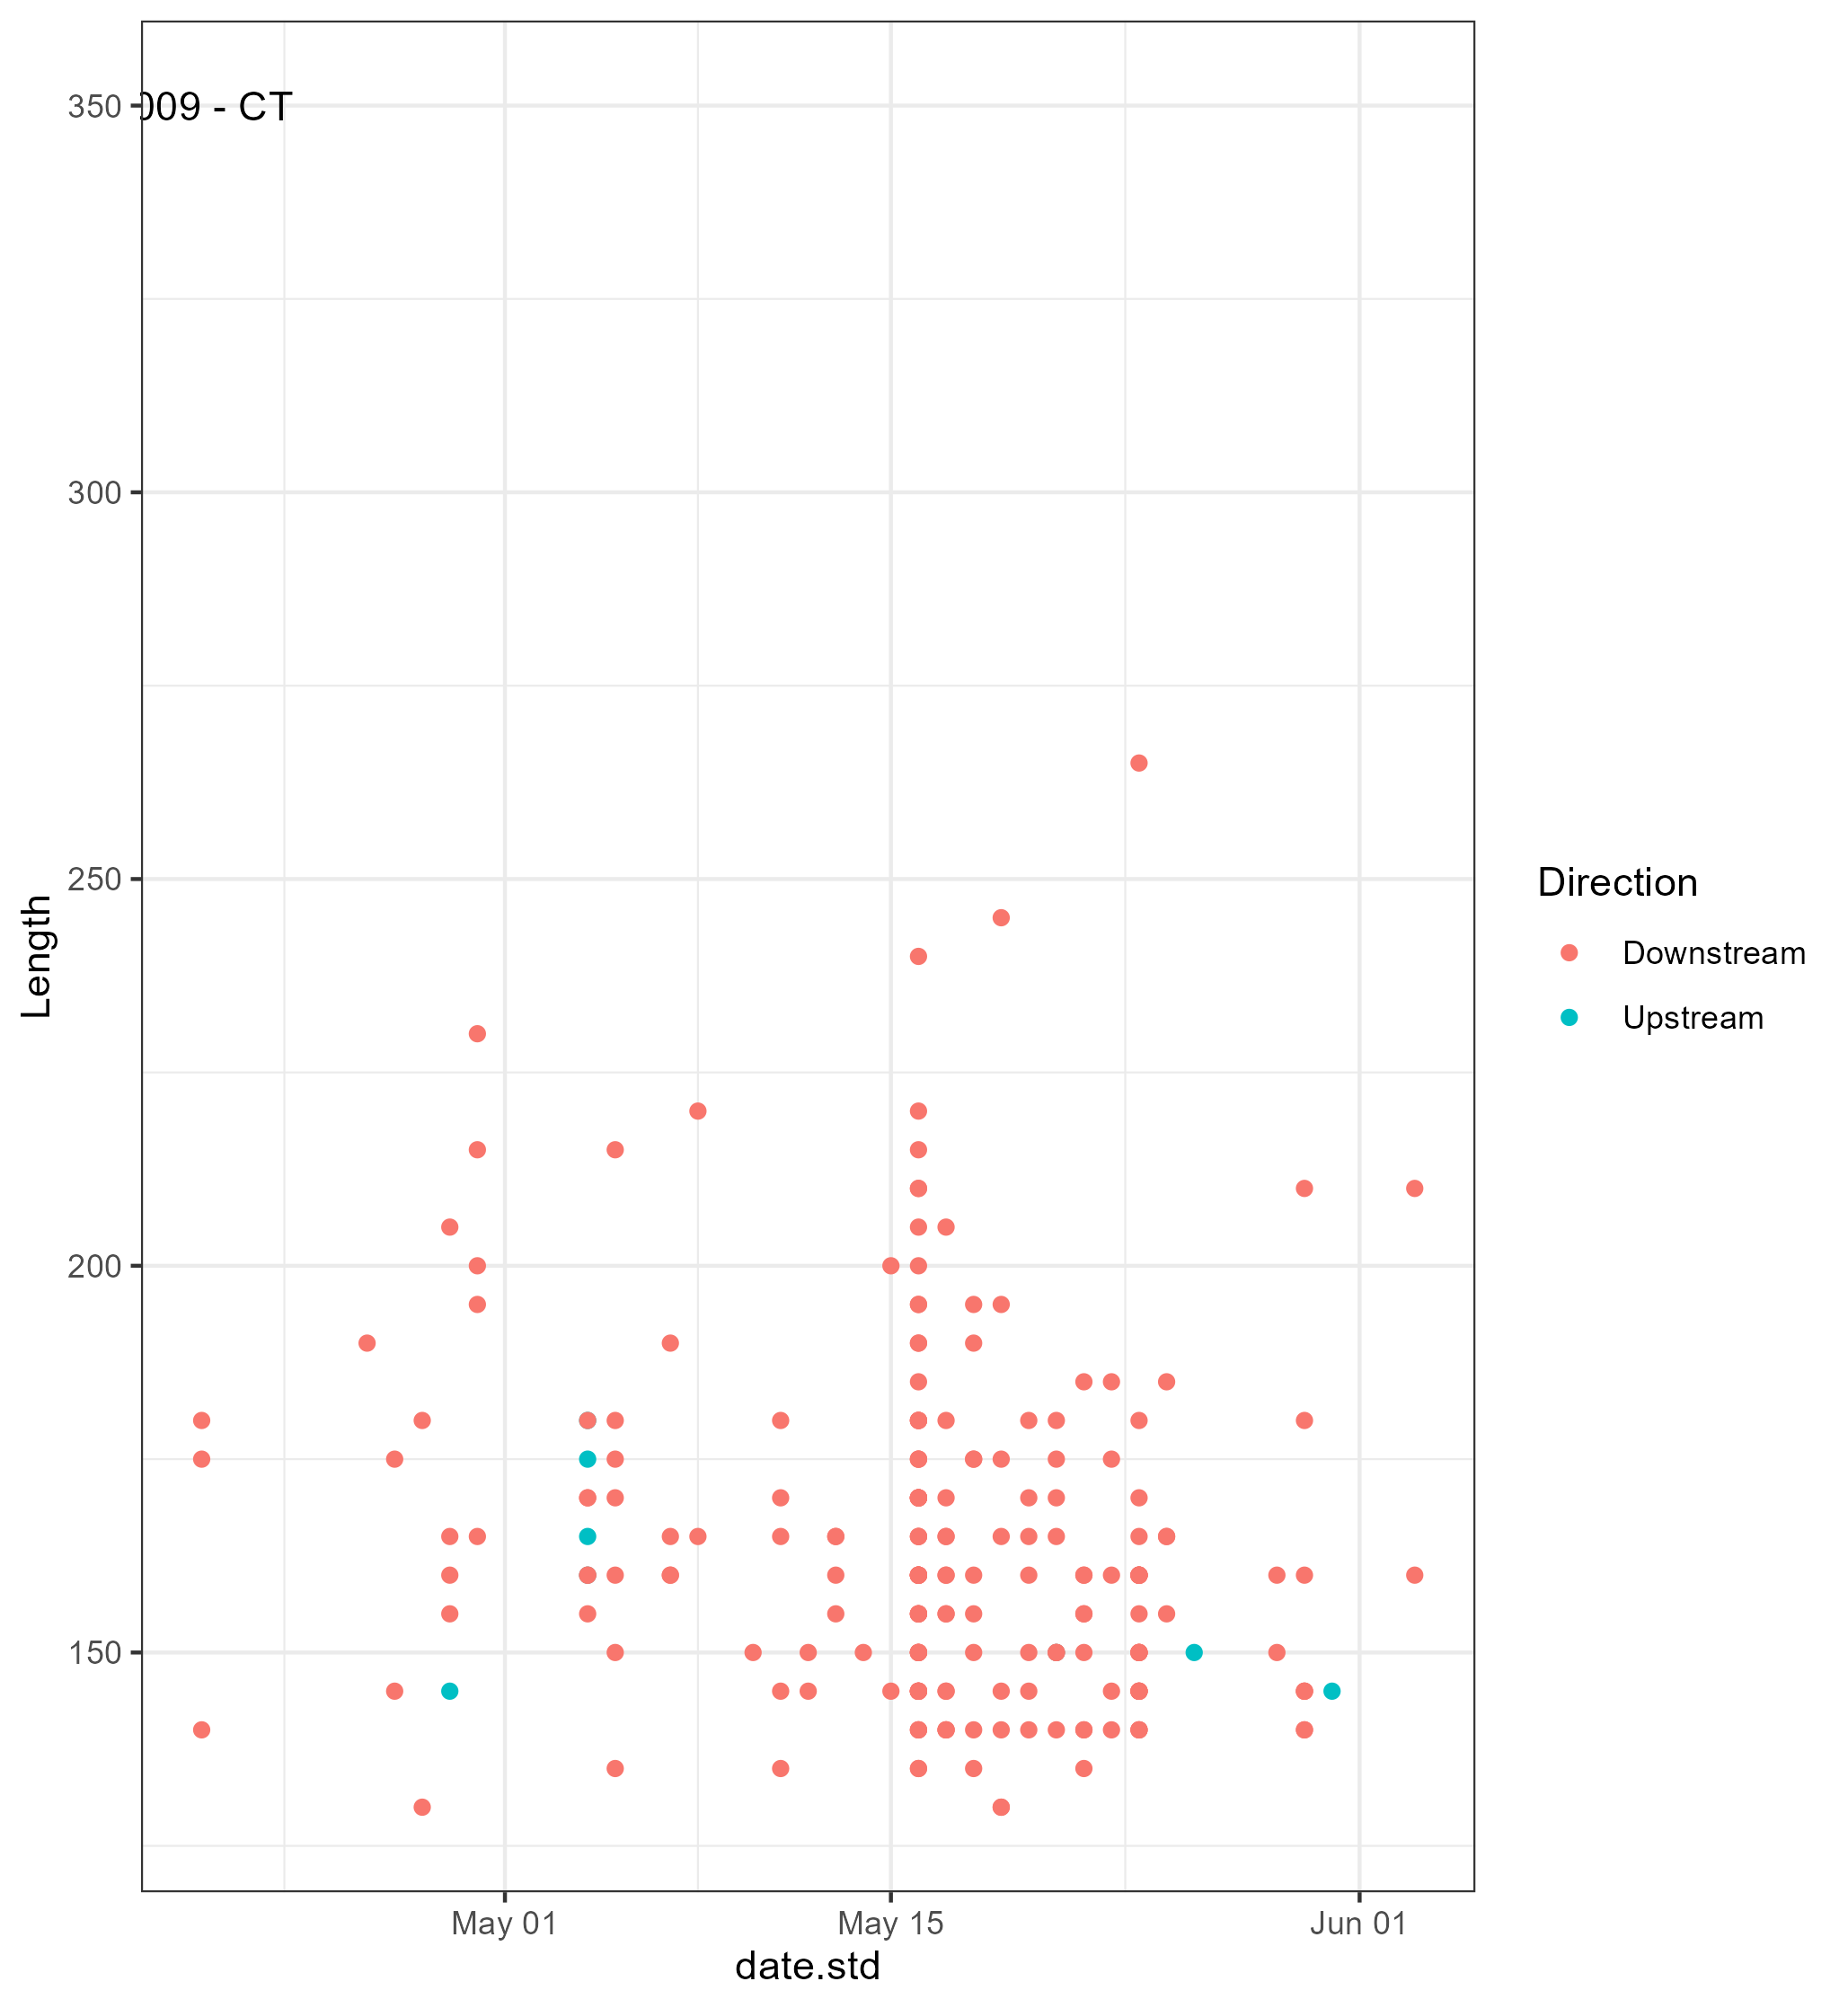 009 - CT
350
300
250
200
150
Length
May 01 May 15 Jun 01
date.std
Direction
Downstream
Upstream